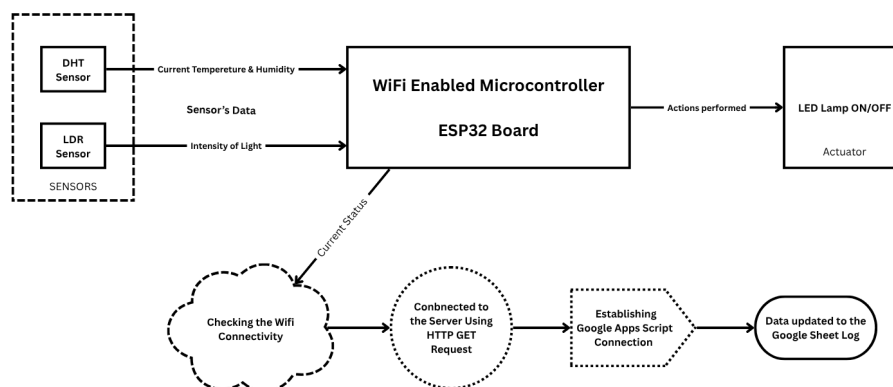 DHT
Sensor
Current Tempereture & Humidity
Sensor's Data
LDR
Sensor
Intensity of Light
SENSORS
WiFi Enabled Microcontroller
ESP32 Board
Actions performed
LED Lamp ON/OFF
Actuator
Current Status
Checking the Wifi
Connectivity
Conbnected to
the Server Using
HTTP GET
Request
Establishing
Google Apps Script
Connection
Data updated to the
Google Sheet Log